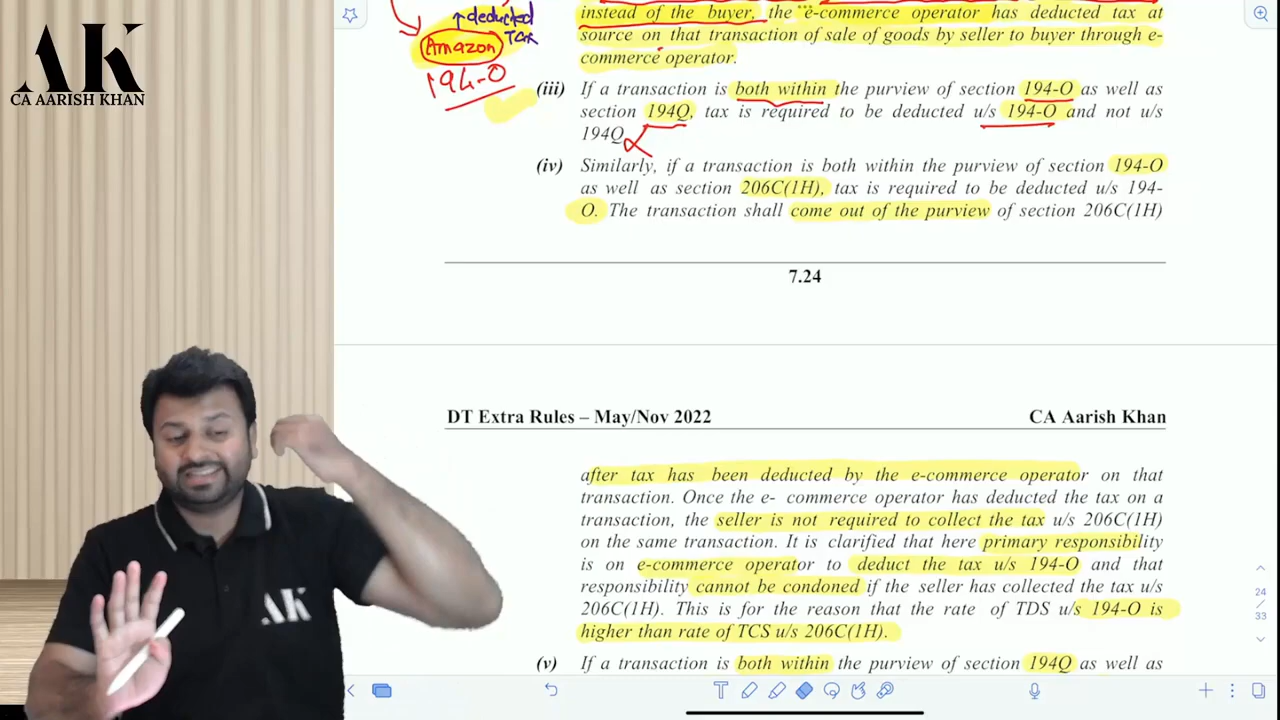 AK
CA AARISH KHAN
deducted
Tax
Amazon
194-O
instead of the buyer, the e-commerce operator has deducted tax at
source on that transaction of sale of goods by seller to buyer through e-
commerce operator.
(iii) If a transaction is both within the purview of section 194-O as well as
section 194Q, tax is required to be deducted u/s 194-O and not u/s
194Q
(iv) Similarly, if a transaction is both within the purview of section 194-O
as well as section 206C(1H), tax is required to be deducted u/s 194-
O. The transaction shall come out of the purview of section 206C(1H)
7.24
DT Extra Rules – May/Nov 2022 CA Aarish Khan
after tax has been deducted by the e-commerce operator on that
transaction. Once the e- commerce operator has deducted the tax on a
transaction, the seller is not required to collect the tax u/s 206C(1H)
on the same transaction. It is clarified that here primary responsibility
is on e-commerce operator to deduct the tax u/s 194-O and that
responsibility cannot be condoned if the seller has collected the tax u/s
206C(1H). This is for the reason that the rate of TDS u/s 194-O is
higher than rate of TCS u/s 206C(1H).
(v) If a transaction is both within the purview of section 194Q as well as
24
33
AK
T